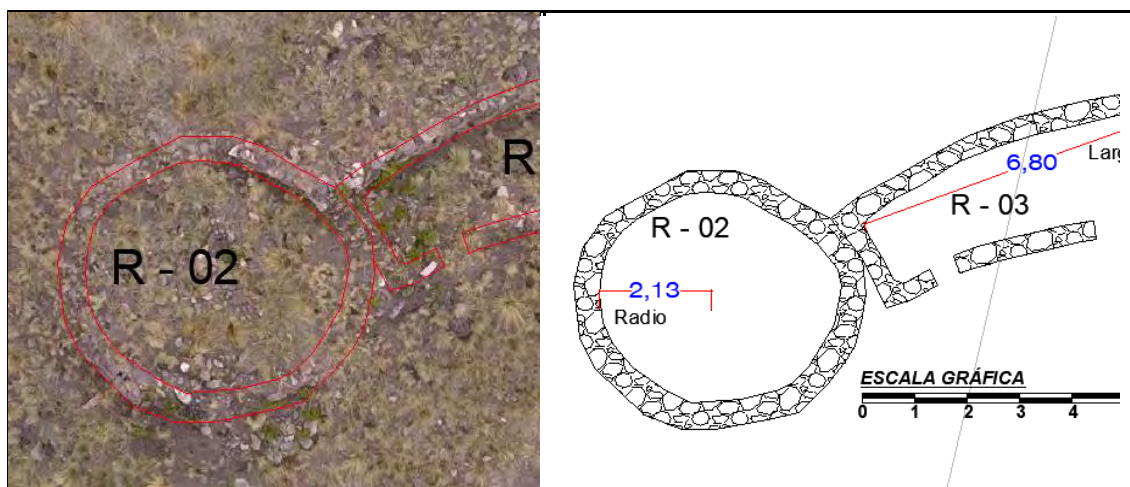 R - 02
R
R - 02
2,13
Radio
6,80
Larg
R - 03
ESCALA GRÁFICA
0 1 2 3 4